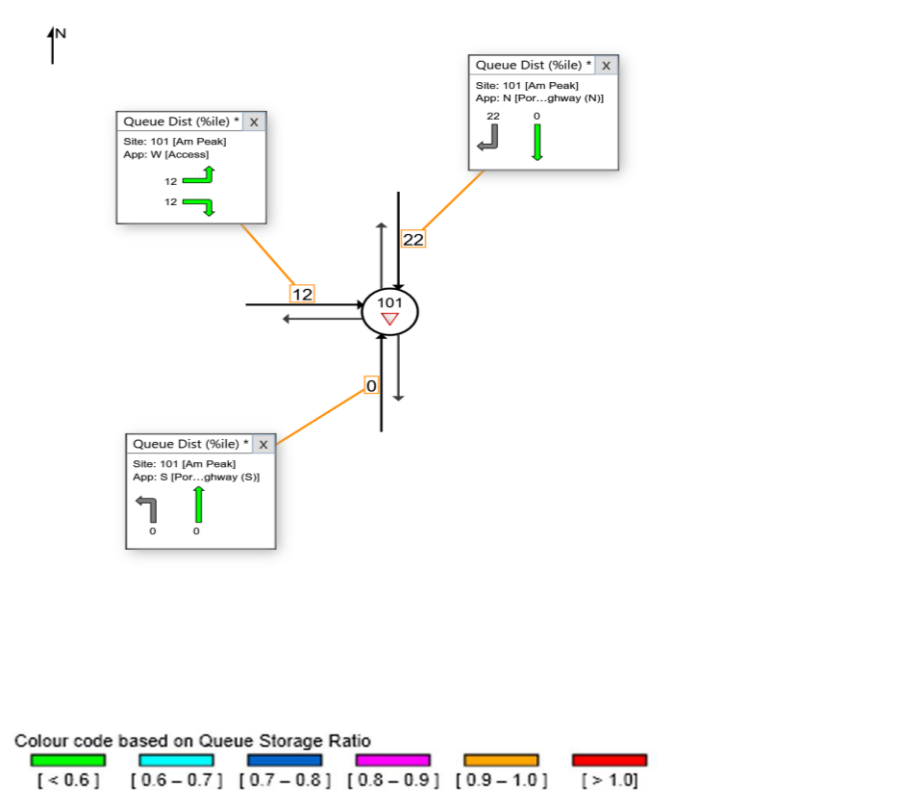 N
Queue Dist (%ile) * X
Site: 101 [Am Peak]
App: N [Por...ghway (N)]
22 0
Queue Dist (%ile) * X
Site: 101 [Am Peak]
App: W [Access]
12
12
22
12
101
0
Queue Dist (%ile) * X
Site: 101 [Am Peak]
App: S [Por...ghway (S)]
0 0
Colour code based on Queue Storage Ratio
[ < 0.6 ] [ 0.6 – 0.7 ] [ 0.7 – 0.8 ] [ 0.8 – 0.9 ] [ 0.9 – 1.0 ] [ > 1.0]